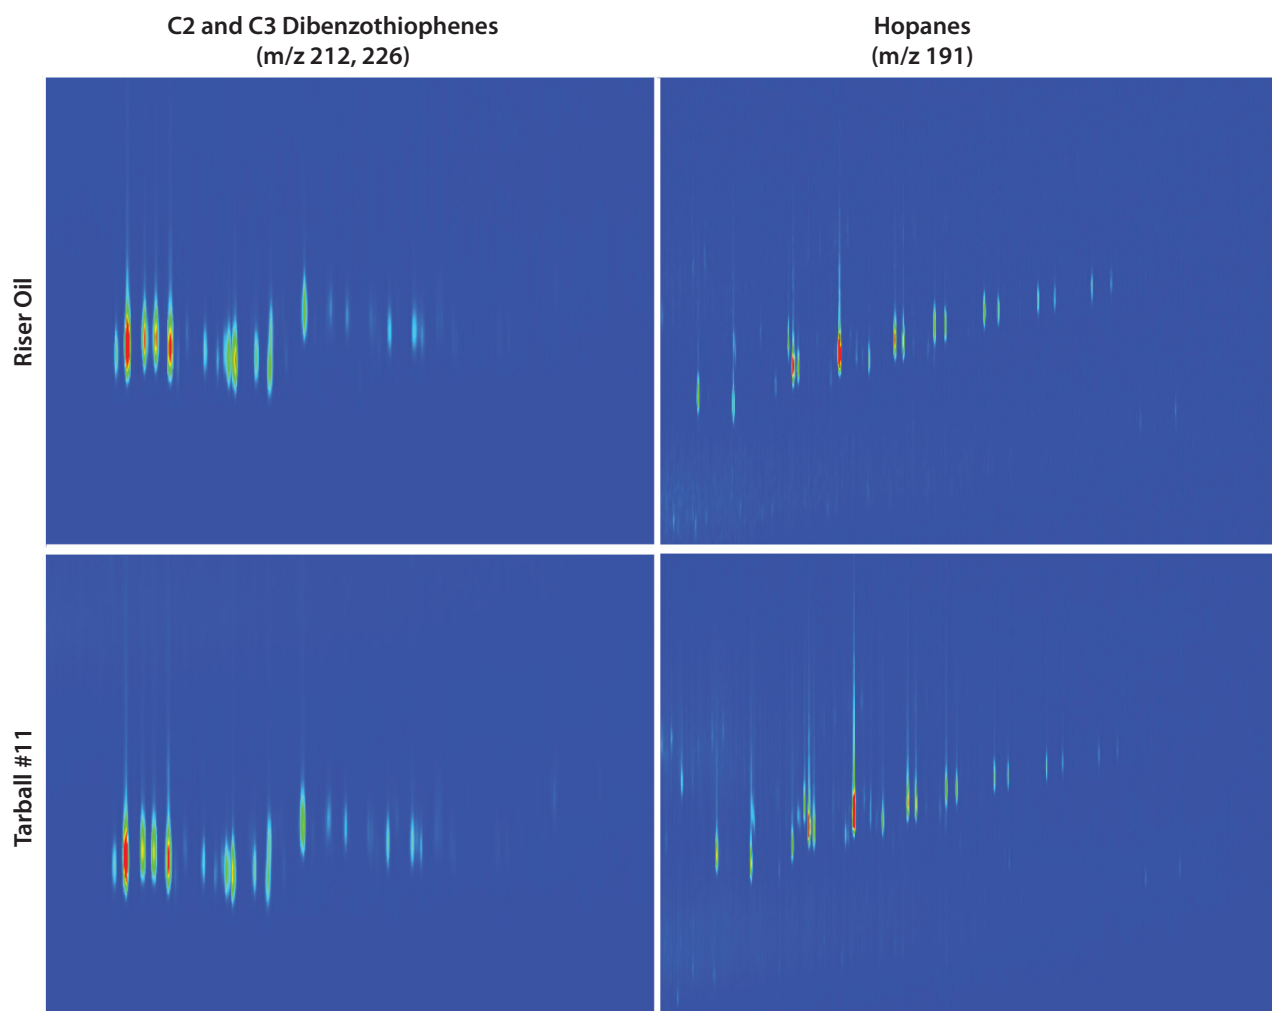 C2 and C3 Dibenzothiophenes
(m/z 212, 226)
Hopanes
(m/z 191)
Riser Oil
Tarball #11